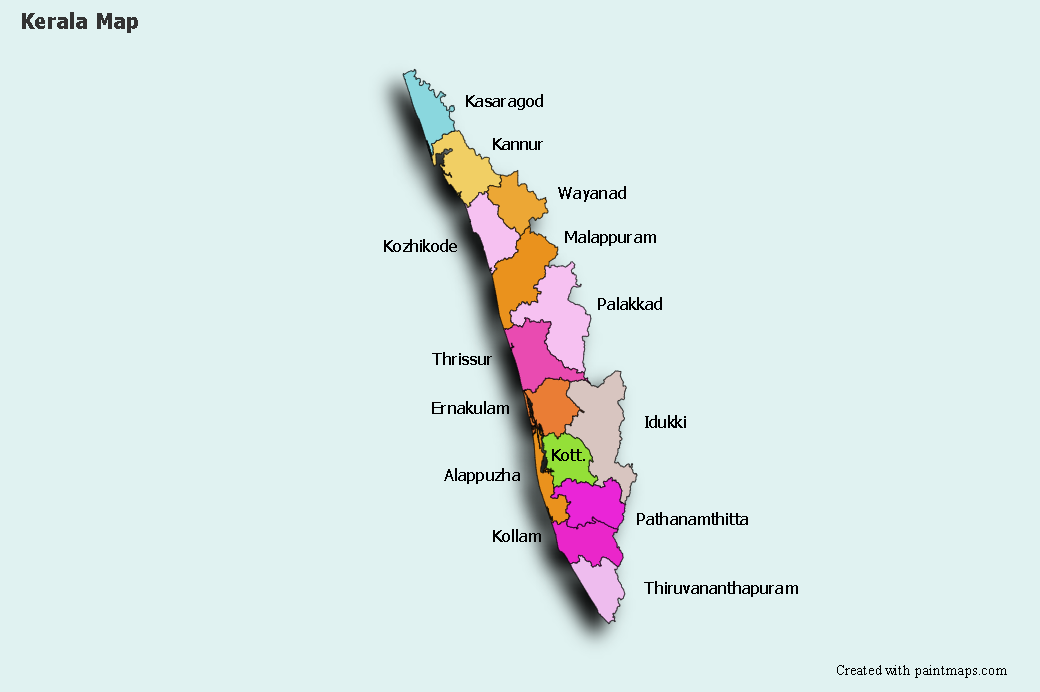 Kerala Map
Kasaragod
Kannur
Wayanad
Malappuram
Kozhikode
Palakkad
Thrissur
Ernakulam
Idukki
Kott.
Alappuzha
Pathanamthitta
Kollam
Thiruvananthapuram
Created with paintmaps.com